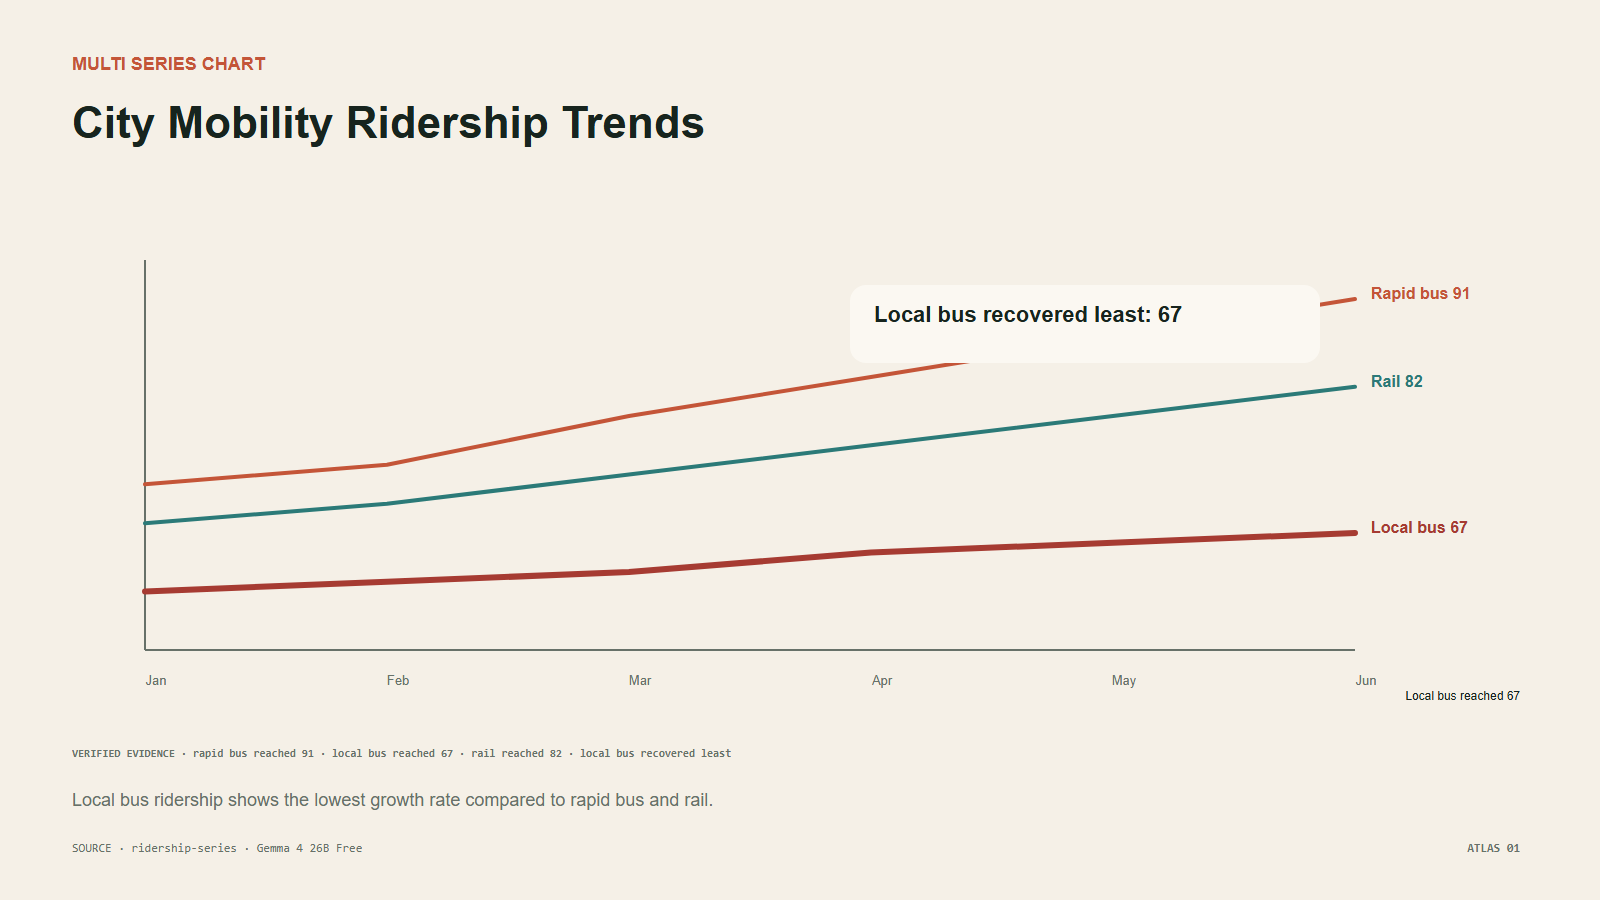 MULTI SERIES CHART
City Mobility Ridership Trends
Local bus recovered least: 67
Rapid bus 91
Rail 82
Local bus 67
Jan
Feb
Mar
Apr
May
Jun
Local bus reached 67
VERIFIED EVIDENCE · rapid bus reached 91 · local bus reached 67 · rail reached 82 · local bus recovered least
Local bus ridership shows the lowest growth rate compared to rapid bus and rail.
SOURCE · ridership-series · Gemma 4 26B Free
ATLAS 01